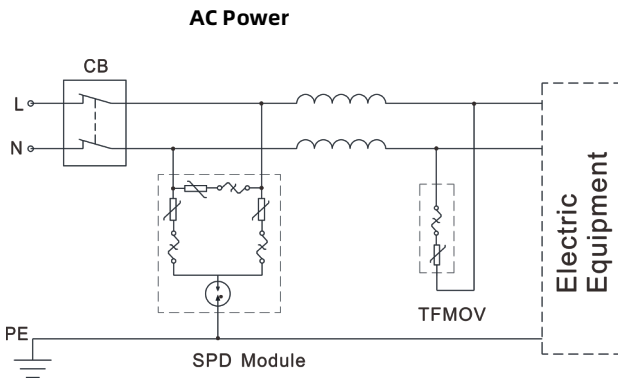 AC Power
CB
L
N
Electric
Equipment
TFMOV
PE
SPD Module